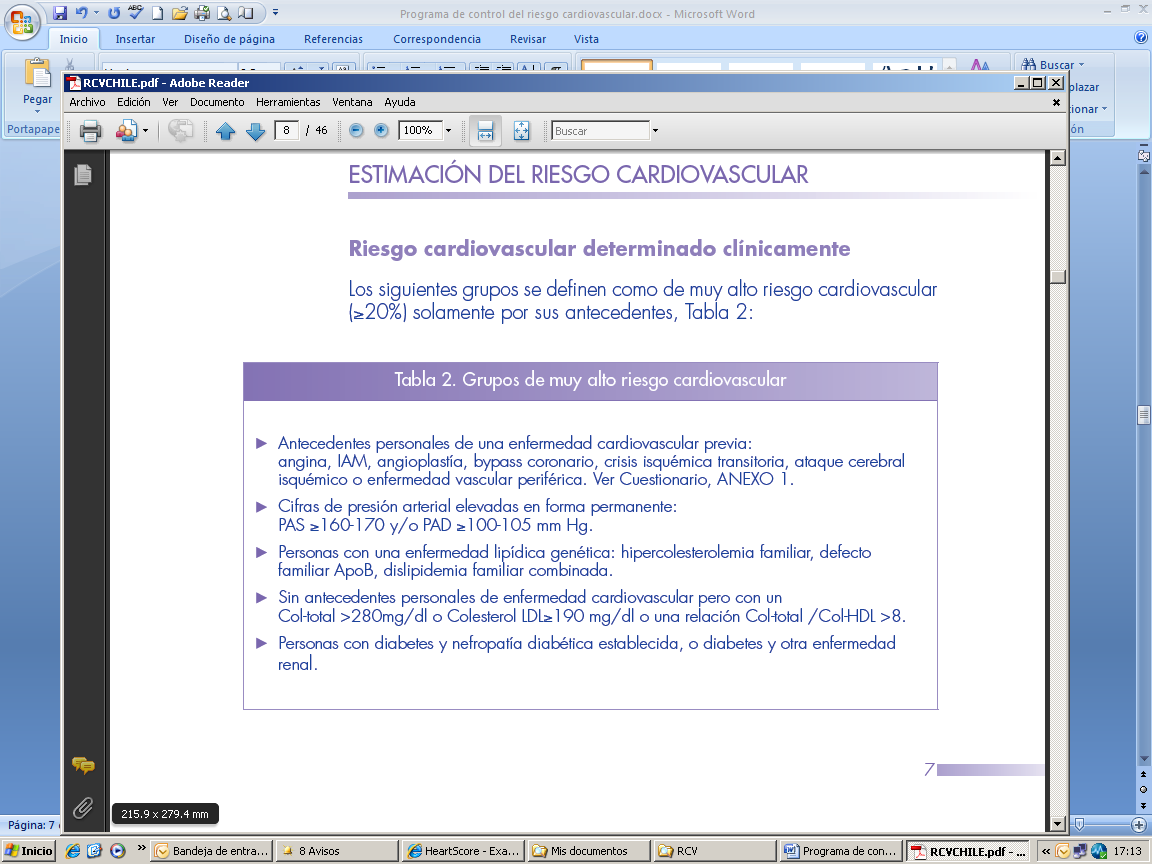 Programa de control del riesgo cardiovascular.docx - Microsoft Word
Inicio Insertar Diseño de página Referencias Correspondencia Revisar Vista
Pegar
Buscar
Portapape
RCVCHILE.pdf - Adobe Reader
Archivo Edición Ver Documento Herramientas Ventana Ayuda
8 / 46 100% Buscar
ESTIMACIÓN DEL RIESGO CARDIOVASCULAR
Riesgo cardiovascular determinado clínicamente
Los siguientes grupos se definen como de muy alto riesgo cardiovascular
(≥20%) solamente por sus antecedentes, Tabla 2:
Tabla 2. Grupos de muy alto riesgo cardiovascular
► Antecedentes personales de una enfermedad cardiovascular previa:
angina, IAM, angioplastía, bypass coronario, crisis isquémica transitoria, ataque cerebral
isquémico o enfermedad vascular periférica. Ver Cuestionario, ANEXO 1.
► Cifras de presión arterial elevadas en forma permanente:
PAS ≥160-170 y/o PAD ≥100-105 mm Hg.
► Personas con una enfermedad lipídica genética: hipercolesterolemia familiar, defecto
familiar ApoB, dislipidemia familiar combinada.
► Sin antecedentes personales de enfermedad cardiovascular pero con un
Col-total >280mg/dl o Colesterol LDL≥190 mg/dl o una relación Col-total /Col-HDL >8.
► Personas con diabetes y nefropatía diabética establecida, o diabetes y otra enfermedad
renal.
7
215.9 x 279.4 mm
Página: 7
Inicio » Bandeja de entra... 8 Avisos HeartScore - Exa... Mis documentos RCV Programa de con... RCVCHILE.pdf - ... « 17:13